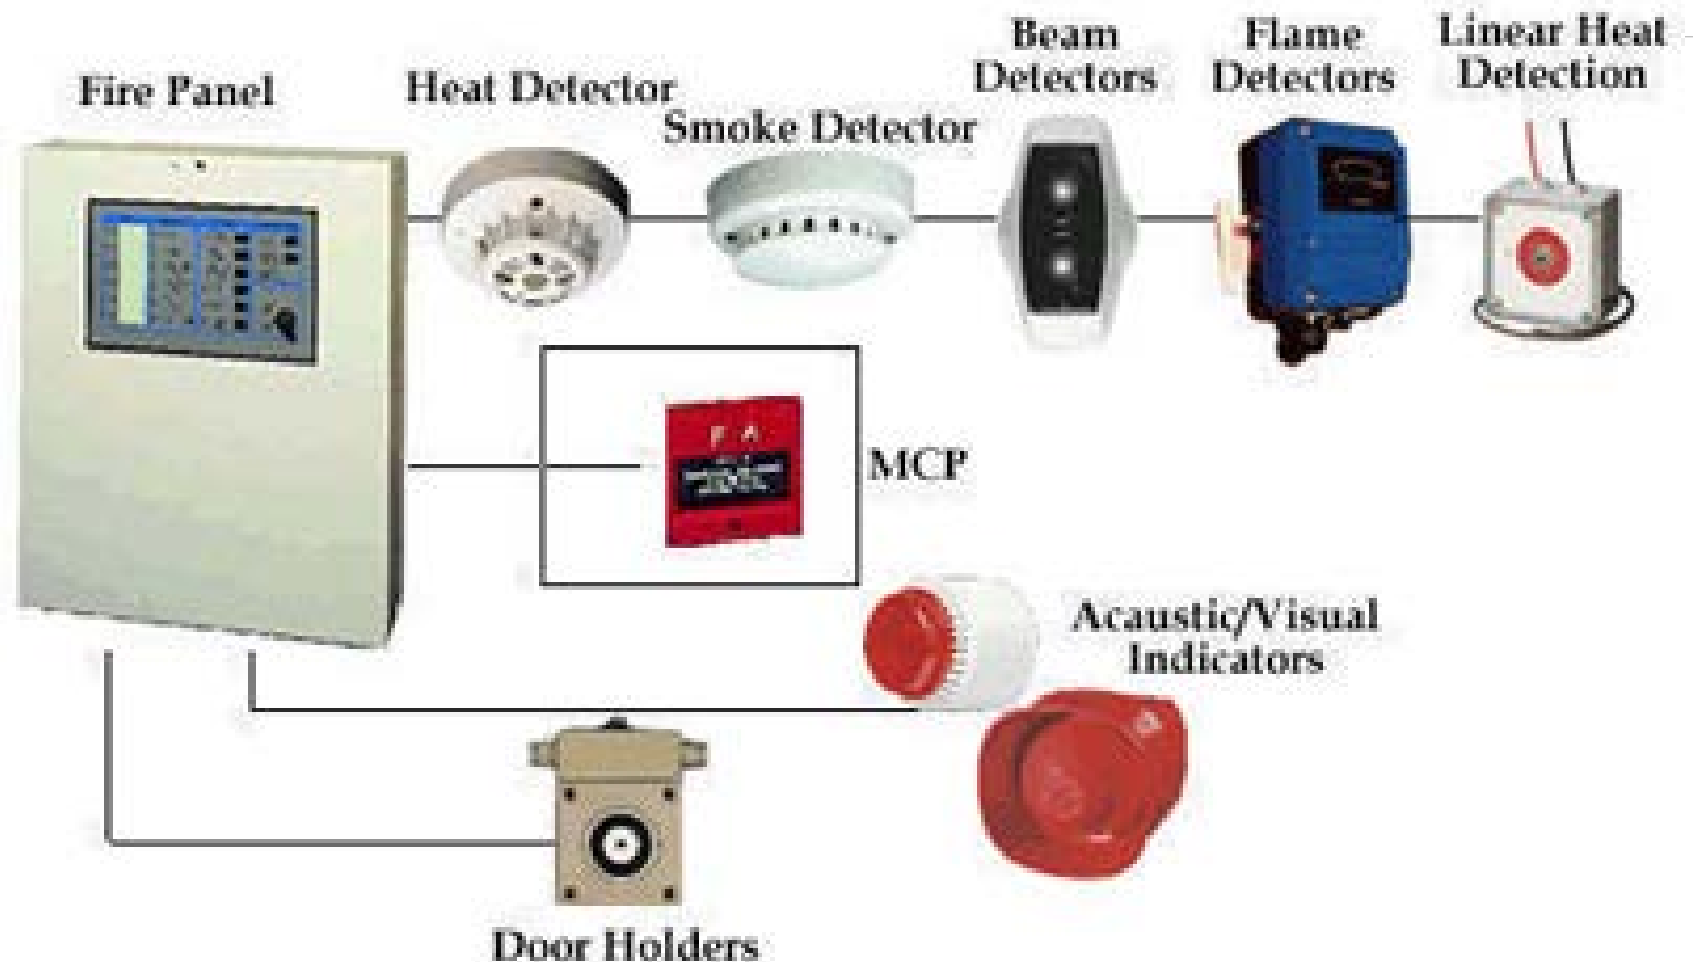 Fire Panel
Heat Detector
Smoke Detector
Beam
Detectors
Flame
Detectors
Linear Heat
Detection
MCP
F A
Acaustic/Visual
Indicators
Door Holders